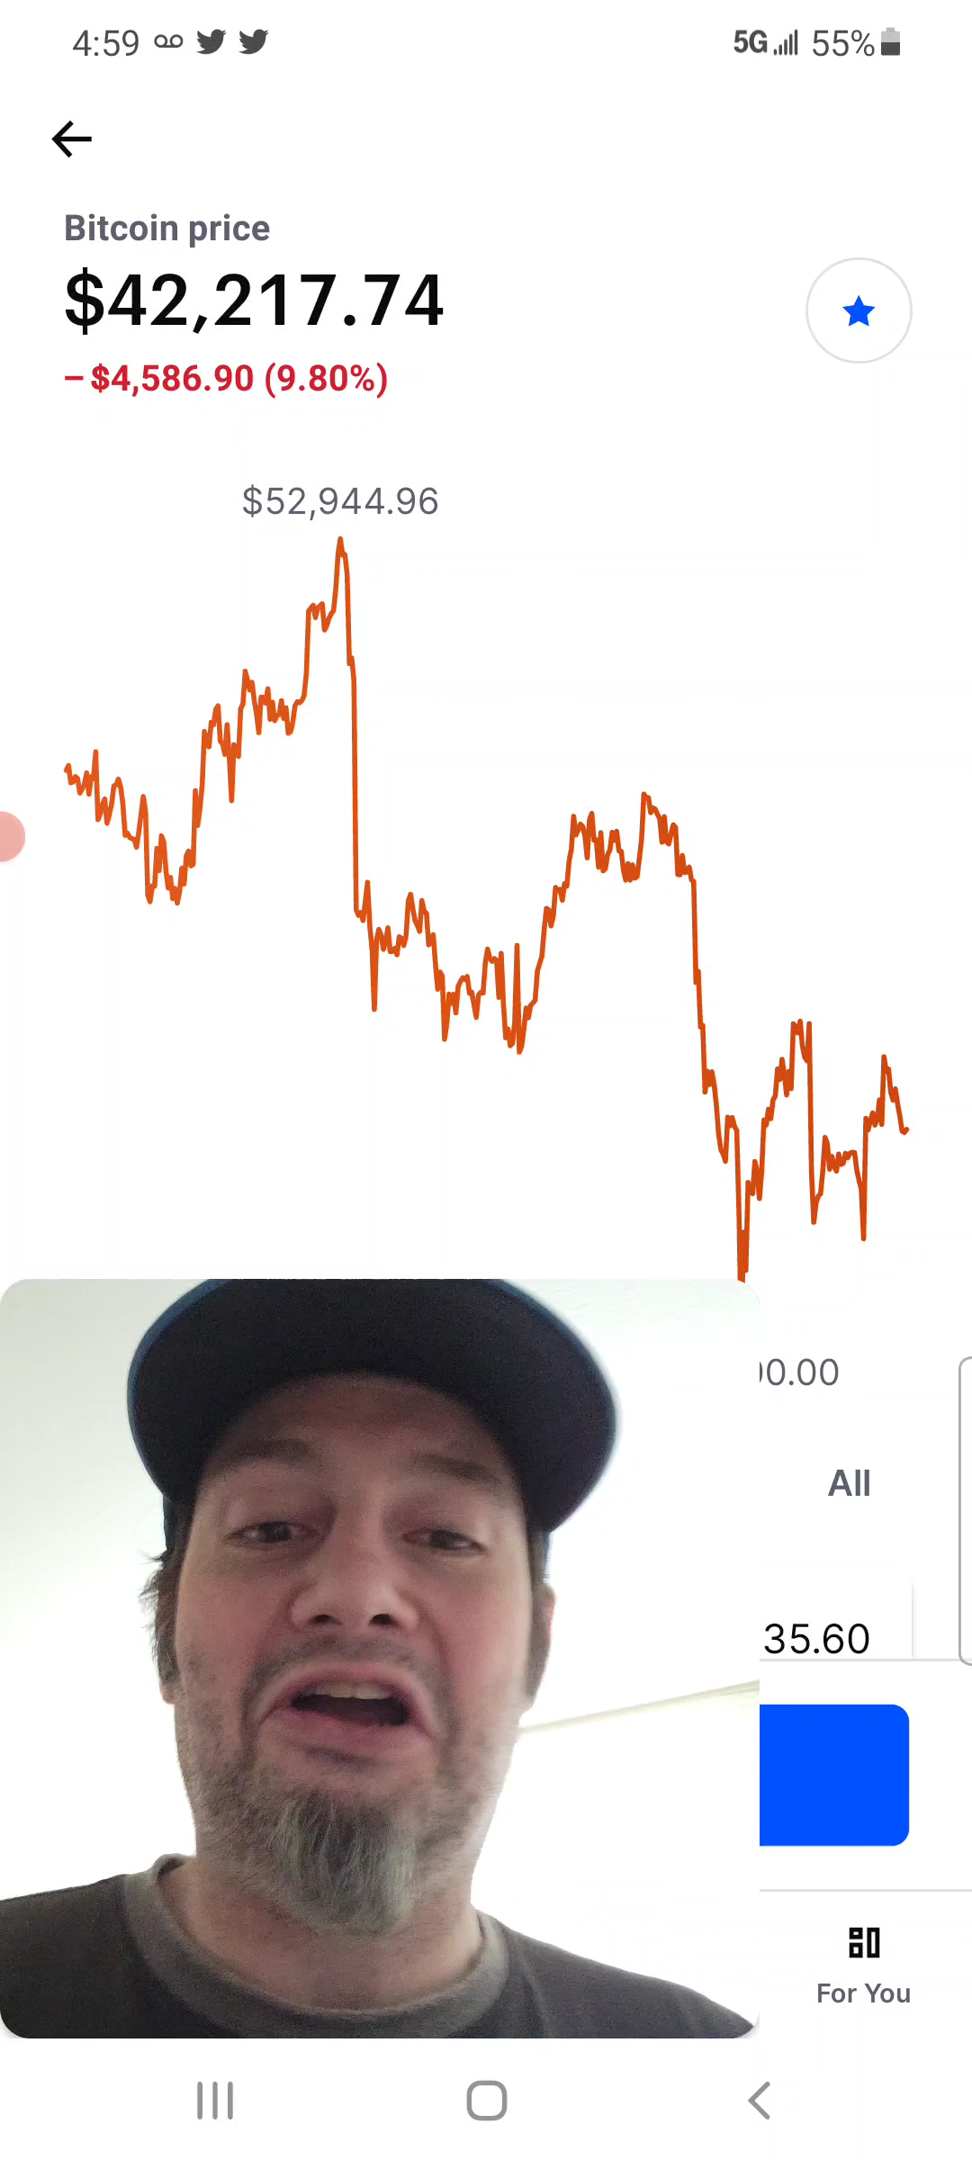 4:59 5G 55%
Bitcoin price
$42,217.74
− $4,586.90 (9.80%)
$52,944.96
0.00
All
35.60
For You